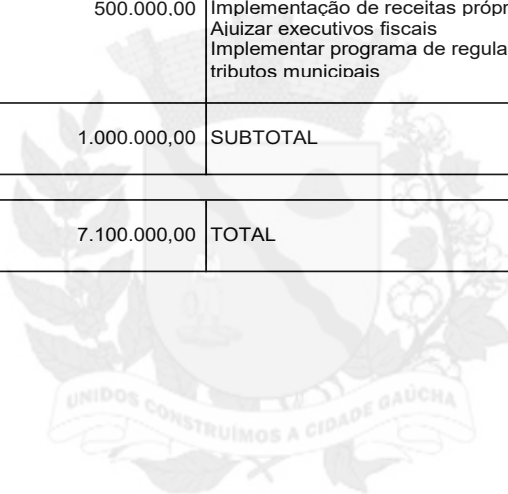 500.000,00 Implementação de receitas própr
Ajuizar executivos fiscais
Implementar programa de regula
tributos municipais
1.000.000,00 SUBTOTAL
7.100.000,00 TOTAL
UNIDOS CONSTRUÍMOS A CIDADE GAÚCHA